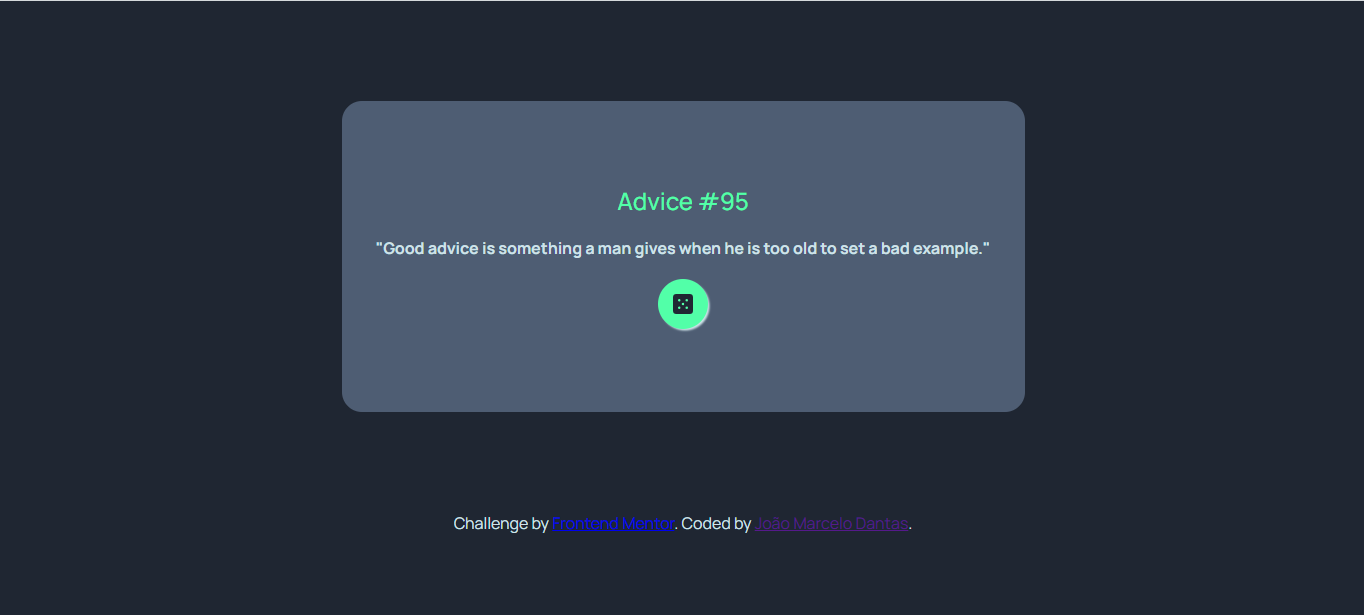 Advice #95
"Good advice is something a man gives when he is too old to set a bad example."
Challenge by Frontend Mentor. Coded by João Marcelo Dantas.